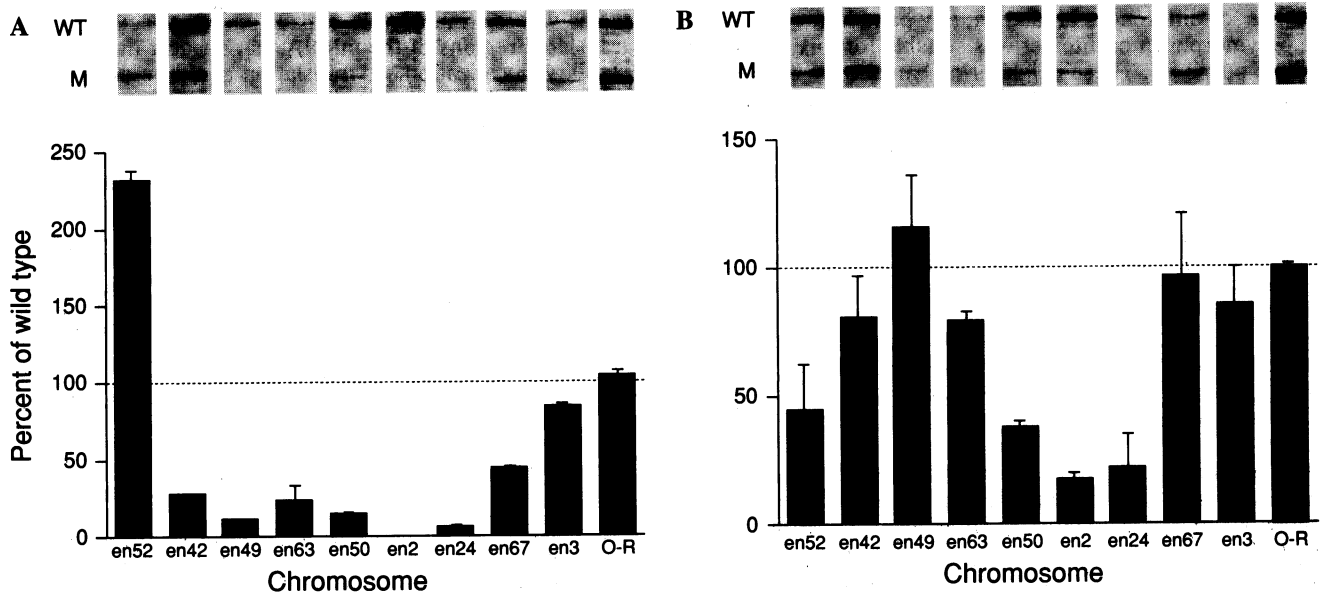 A
WT
M
250
200
150
100
50
0
Percent of wild type
en52 en42 en49 en63 en50 en2 en24 en67 en3 O-R
Chromosome
B
WT
M
150
100
50
0
en52 en42 en49 en63 en50 en2 en24 en67 en3 O-R
Chromosome